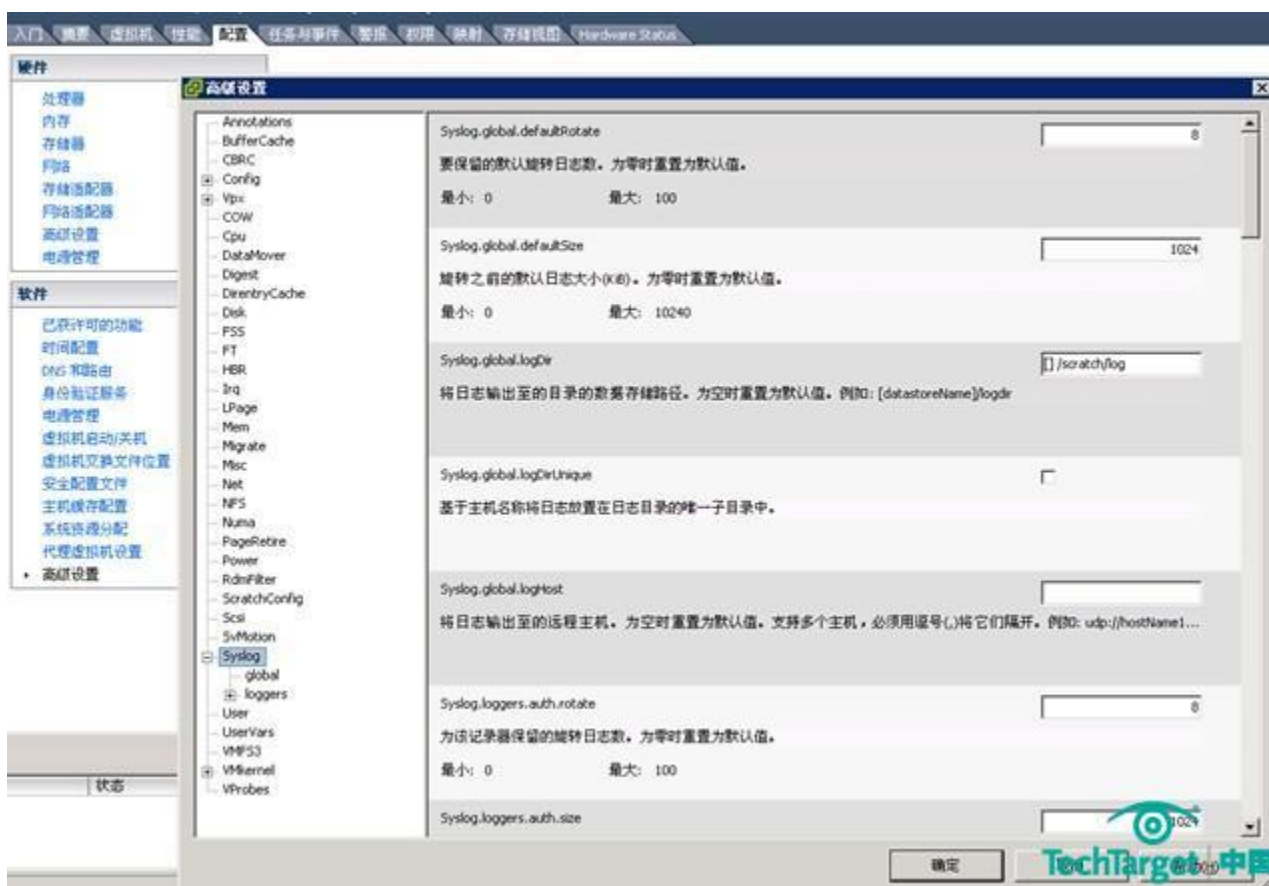 入门 摘要 虚拟机 性能 配置 任务与事件 警报 权限 映射 存储视图 Hardware Status
硬件
处理器
内存
存储器
网络
存储适配器
网络适配器
高级设置
电源管理
软件
已获许可的功能
时间配置
DNS 和路由
身份验证服务
电源管理
虚拟机启动/关机
虚拟机交换文件位置
安全配置文件
主机缓存配置
系统资源分配
代理虚拟机设置
高级设置
状态
高级设置
Annotations
BufferCache
CBRC
Config
Vpx
COW
Cpu
DataMover
Digest
DirentryCache
Disk
FSS
FT
HBR
Irq
LPage
Mem
Migrate
Misc
Net
NFS
Numa
PageRetire
Power
RdmFilter
ScratchConfig
Scsi
SvMotion
Syslog
global
loggers
User
UserVars
VMFS3
VMkernel
VProbes
Syslog.global.defaultRotate 8
要保留的默认旋转日志数。为零时重置为默认值。
最小: 0 最大: 100
Syslog.global.defaultSize 1024
旋转之前的默认日志大小(KiB)。为零时重置为默认值。
最小: 0 最大: 10240
Syslog.global.logDir [] /scratch/log
将日志输出至的目录的数据存储路径。为空时重置为默认值。例如: [datastoreName]/logdir
Syslog.global.logDirUnique
基于主机名称将日志放置在日志目录的唯一子目录中。
Syslog.global.logHost
将日志输出至的远程主机。为空时重置为默认值。支持多个主机，必须用逗号(,)将它们隔开。例如: udp://hostName1...
Syslog.loggers.auth.rotate 8
为该记录器保留的旋转日志数。为零时重置为默认值。
最小: 0 最大: 100
Syslog.loggers.auth.size 1024
确定
TechTarget 中国